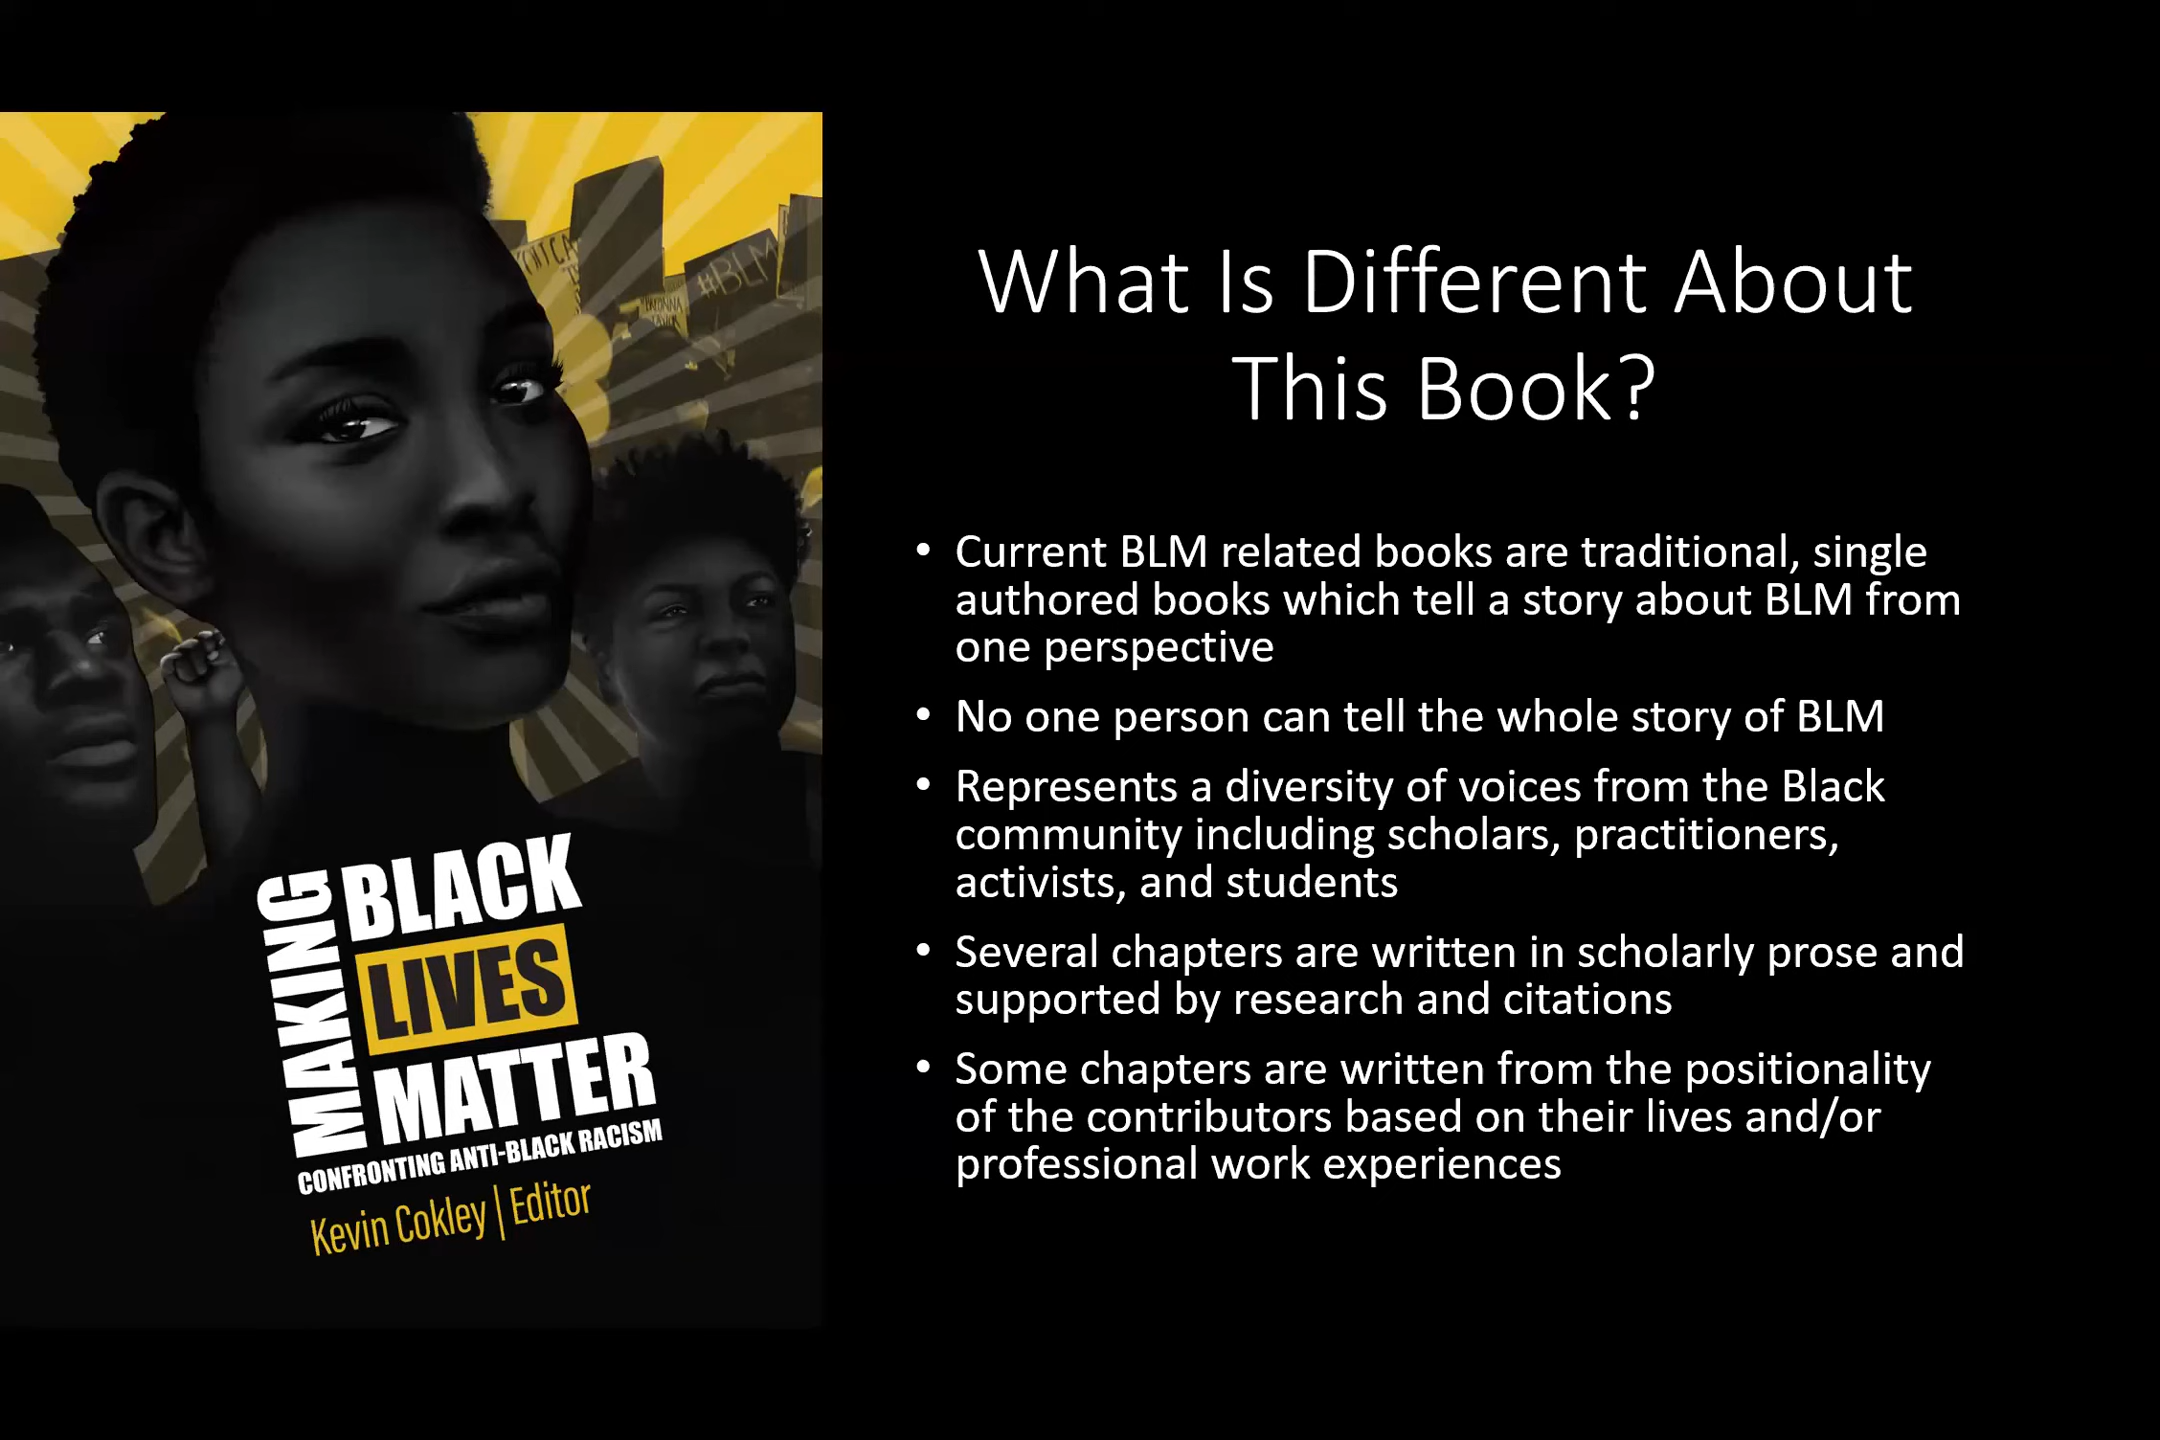 What Is Different About
This Book?
• Current BLM related books are traditional, single
authored books which tell a story about BLM from
one perspective
• No one person can tell the whole story of BLM
• Represents a diversity of voices from the Black
community including scholars, practitioners,
activists, and students
• Several chapters are written in scholarly prose and
supported by research and citations
• Some chapters are written from the positionality
of the contributors based on their lives and/or
professional work experiences
#BLM
MAKING
BLACK
LIVES
MATTER
CONFRONTING ANTI-BLACK RACISM
Kevin Cokley | Editor